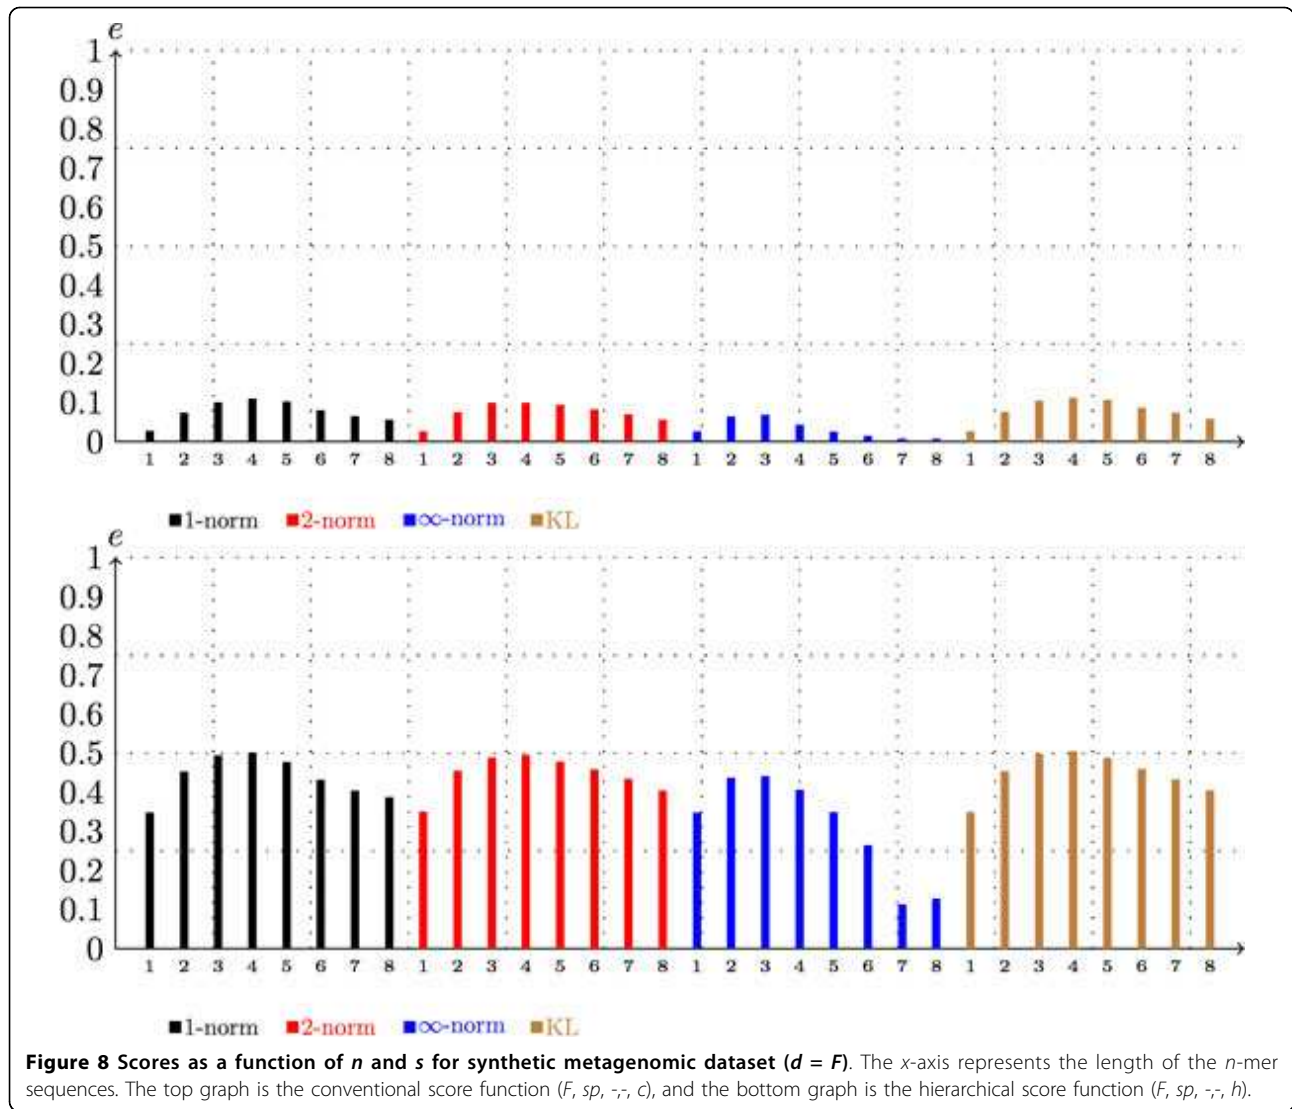 e
1
0.9
0.8
0.7
0.6
0.5
0.4
0.3
0.2
0.1
0
1 2 3 4 5 6 7 8 1 2 3 4 5 6 7 8 1 2 3 4 5 6 7 8 1 2 3 4 5 6 7 8
1-norm 2-norm ∞-norm KL
e
1
0.9
0.8
0.7
0.6
0.5
0.4
0.3
0.2
0.1
0
1 2 3 4 5 6 7 8 1 2 3 4 5 6 7 8 1 2 3 4 5 6 7 8 1 2 3 4 5 6 7 8
1-norm 2-norm ∞-norm KL
Figure 8 Scores as a function of n and s for synthetic metagenomic dataset (d = F). The x-axis represents the length of the n-mer
sequences. The top graph is the conventional score function (F, sp, -,-, c), and the bottom graph is the hierarchical score function (F, sp, -,-, h).